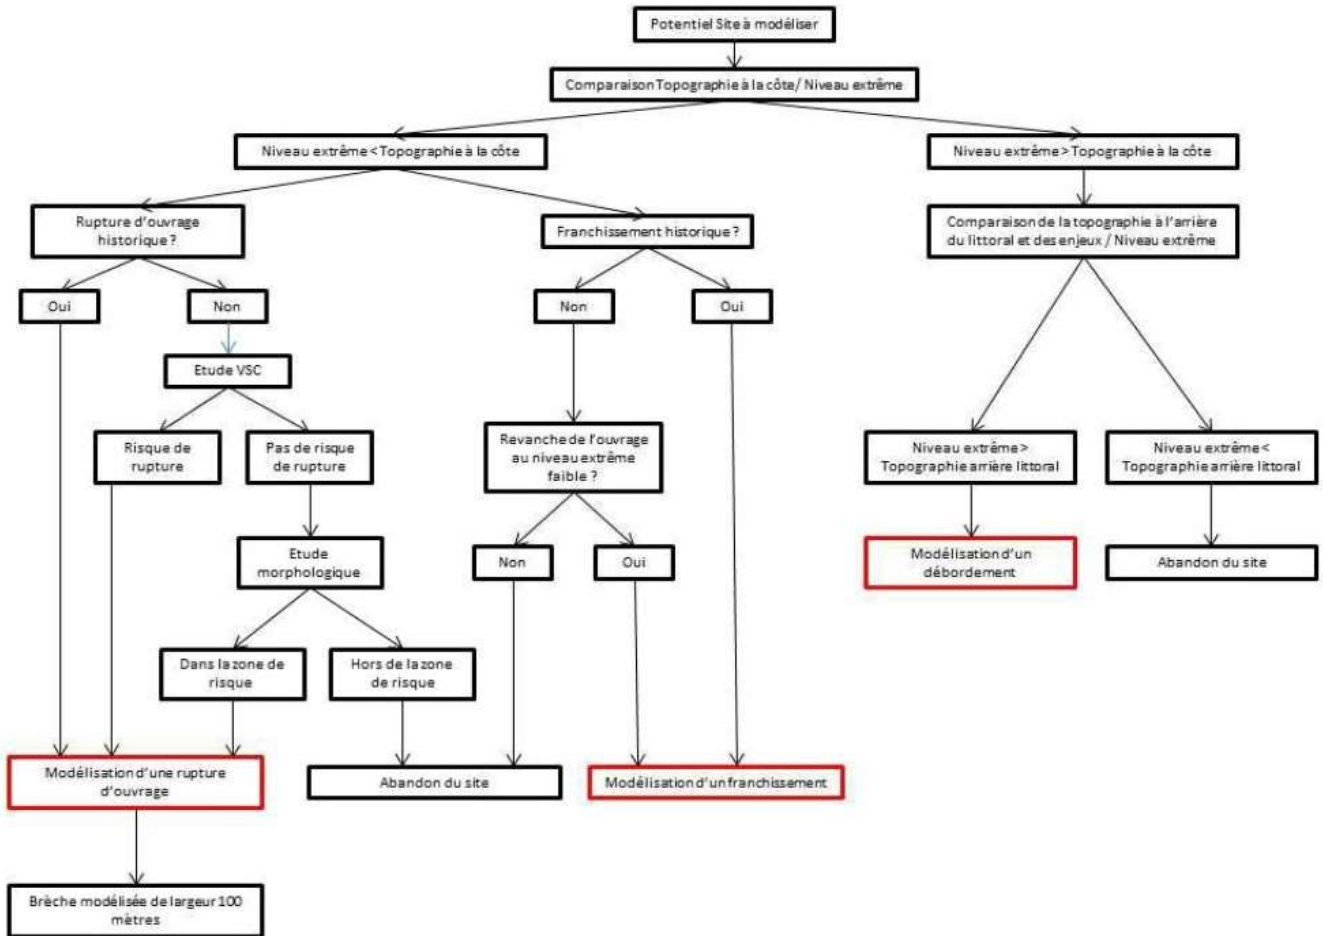 Potentiel Site à modéliser
Comparaison Topographie à la côte/ Niveau extrême
Niveau extrême < Topographie à la côte
Niveau extrême > Topographie à la côte
Rupture d'ouvrage
historique ?
Franchissement historique ?
Comparaison de la topographie à l'arrière
du littoral et des enjeux / Niveau extrême
Oui
Non
Non
Oui
Etude VSC
Risque de
rupture
Pas de risque
de rupture
Revanche de l'ouvrage
au niveau extrême
faible ?
Niveau extrême >
Topographie arrière littoral
Niveau extrême <
Topographie arrière littoral
Etude
morphologique
Non
Oui
Modélisation d'un
débordement
Abandon du site
Dans la zone de
risque
Hors de la zone
de risque
Modélisation d'une rupture
d'ouvrage
Abandon du site
Modélisation d'un franchissement
Brèche modélisée de largeur 100
mètres